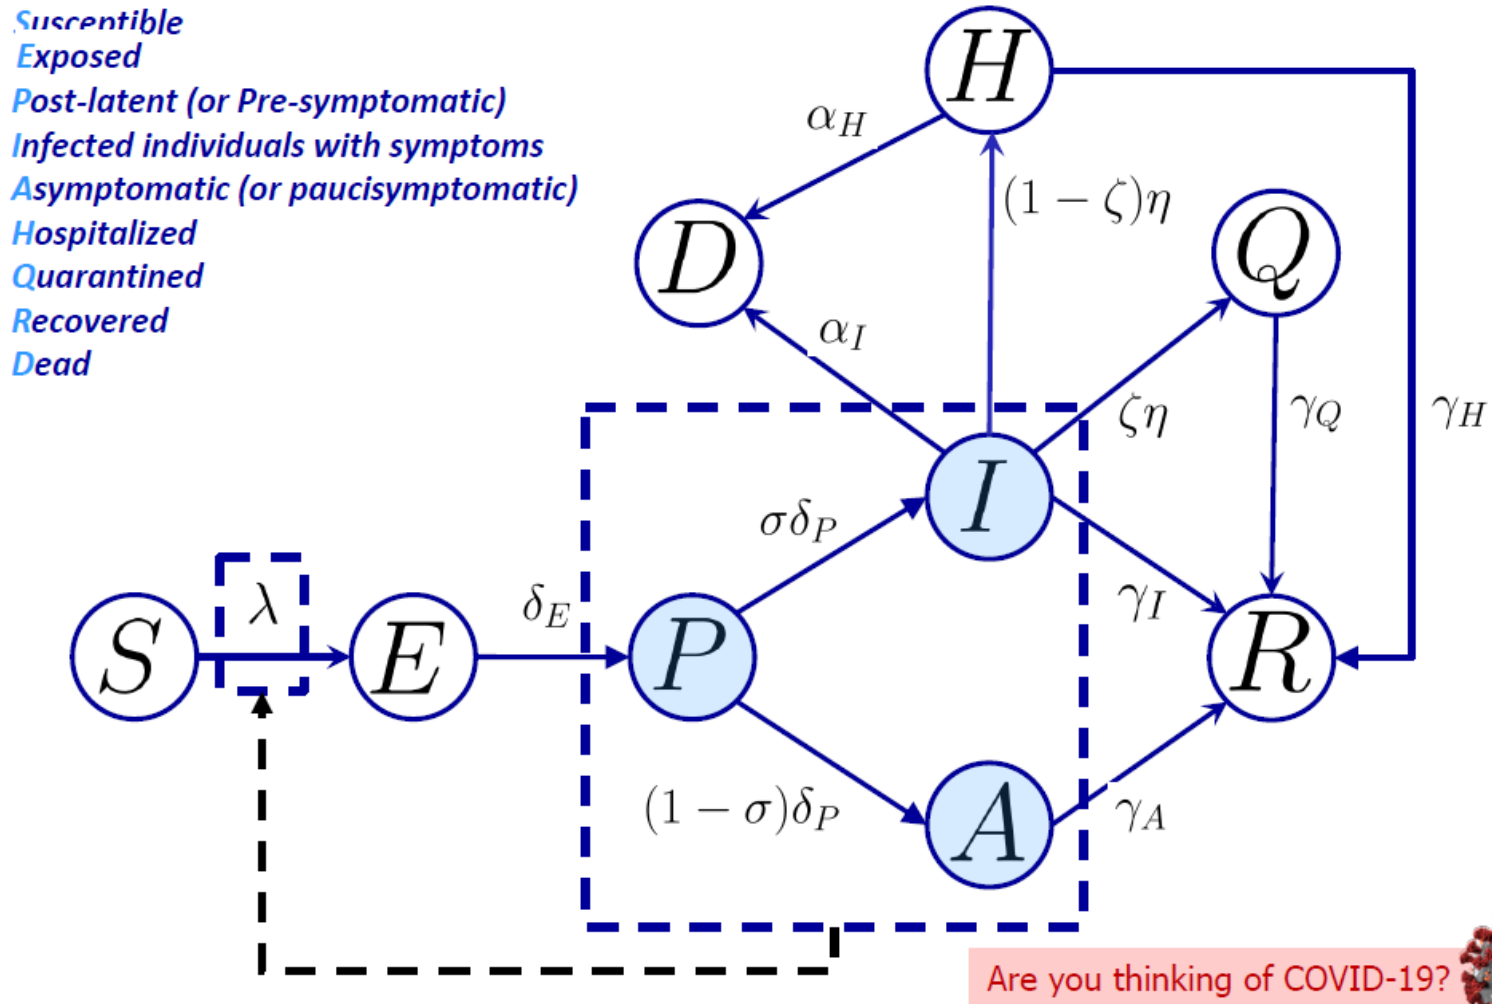 Susceptible
Exposed
Post-latent (or Pre-symptomatic)
Infected individuals with symptoms
Asymptomatic (or paucisymptomatic)
Hospitalized
Quarantined
Recovered
Dead
H
α_H
(1 − ζ)η
D
Q
α_I
ζη
γ_Q
γ_H
I
σδ_P
λ
δ_E
γ_I
S
E
P
R
(1 − σ)δ_P
A
γ_A
Are you thinking of COVID-19?